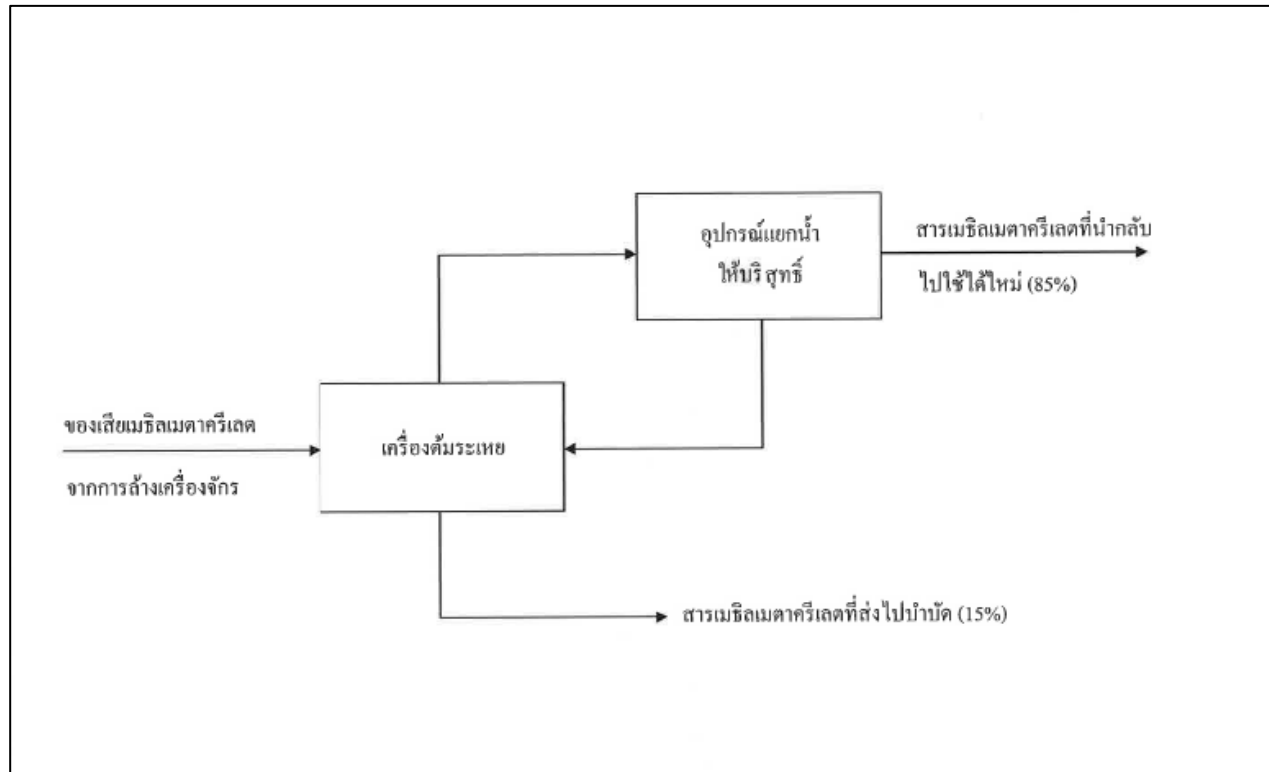 อุปกรณ์แยกน้ำ
ให้บริสุทธิ์
สารเมธิลเมตาครีเลตที่นำกลับ
ไปใช้ได้ใหม่ (85%)
ของเสียเมธิลเมตาครีเลต
จากการล้างเครื่องจักร
เครื่องต้มระเหย
สารเมธิลเมตาครีเลตที่ส่งไปบำบัด (15%)